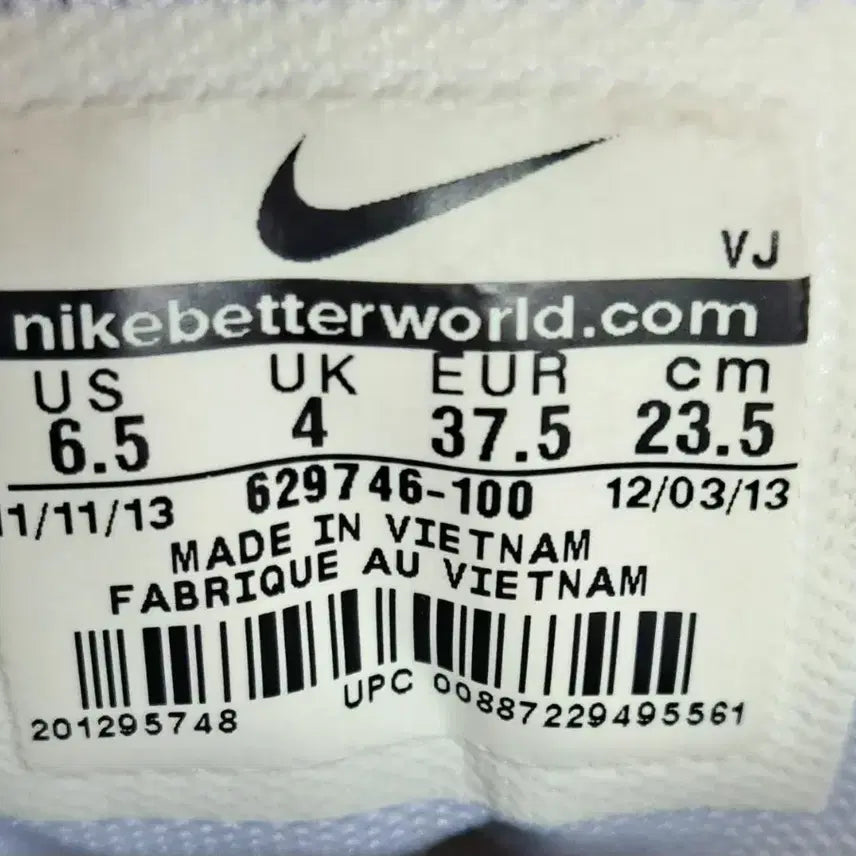 VJ
nikebetterworld.com
US UK EUR cm
6.5 4 37.5 23.5
11/11/13 629746-100 12/03/13
MADE IN VIETNAM
FABRIQUE AU VIETNAM
201295748 UPC 00887229495561